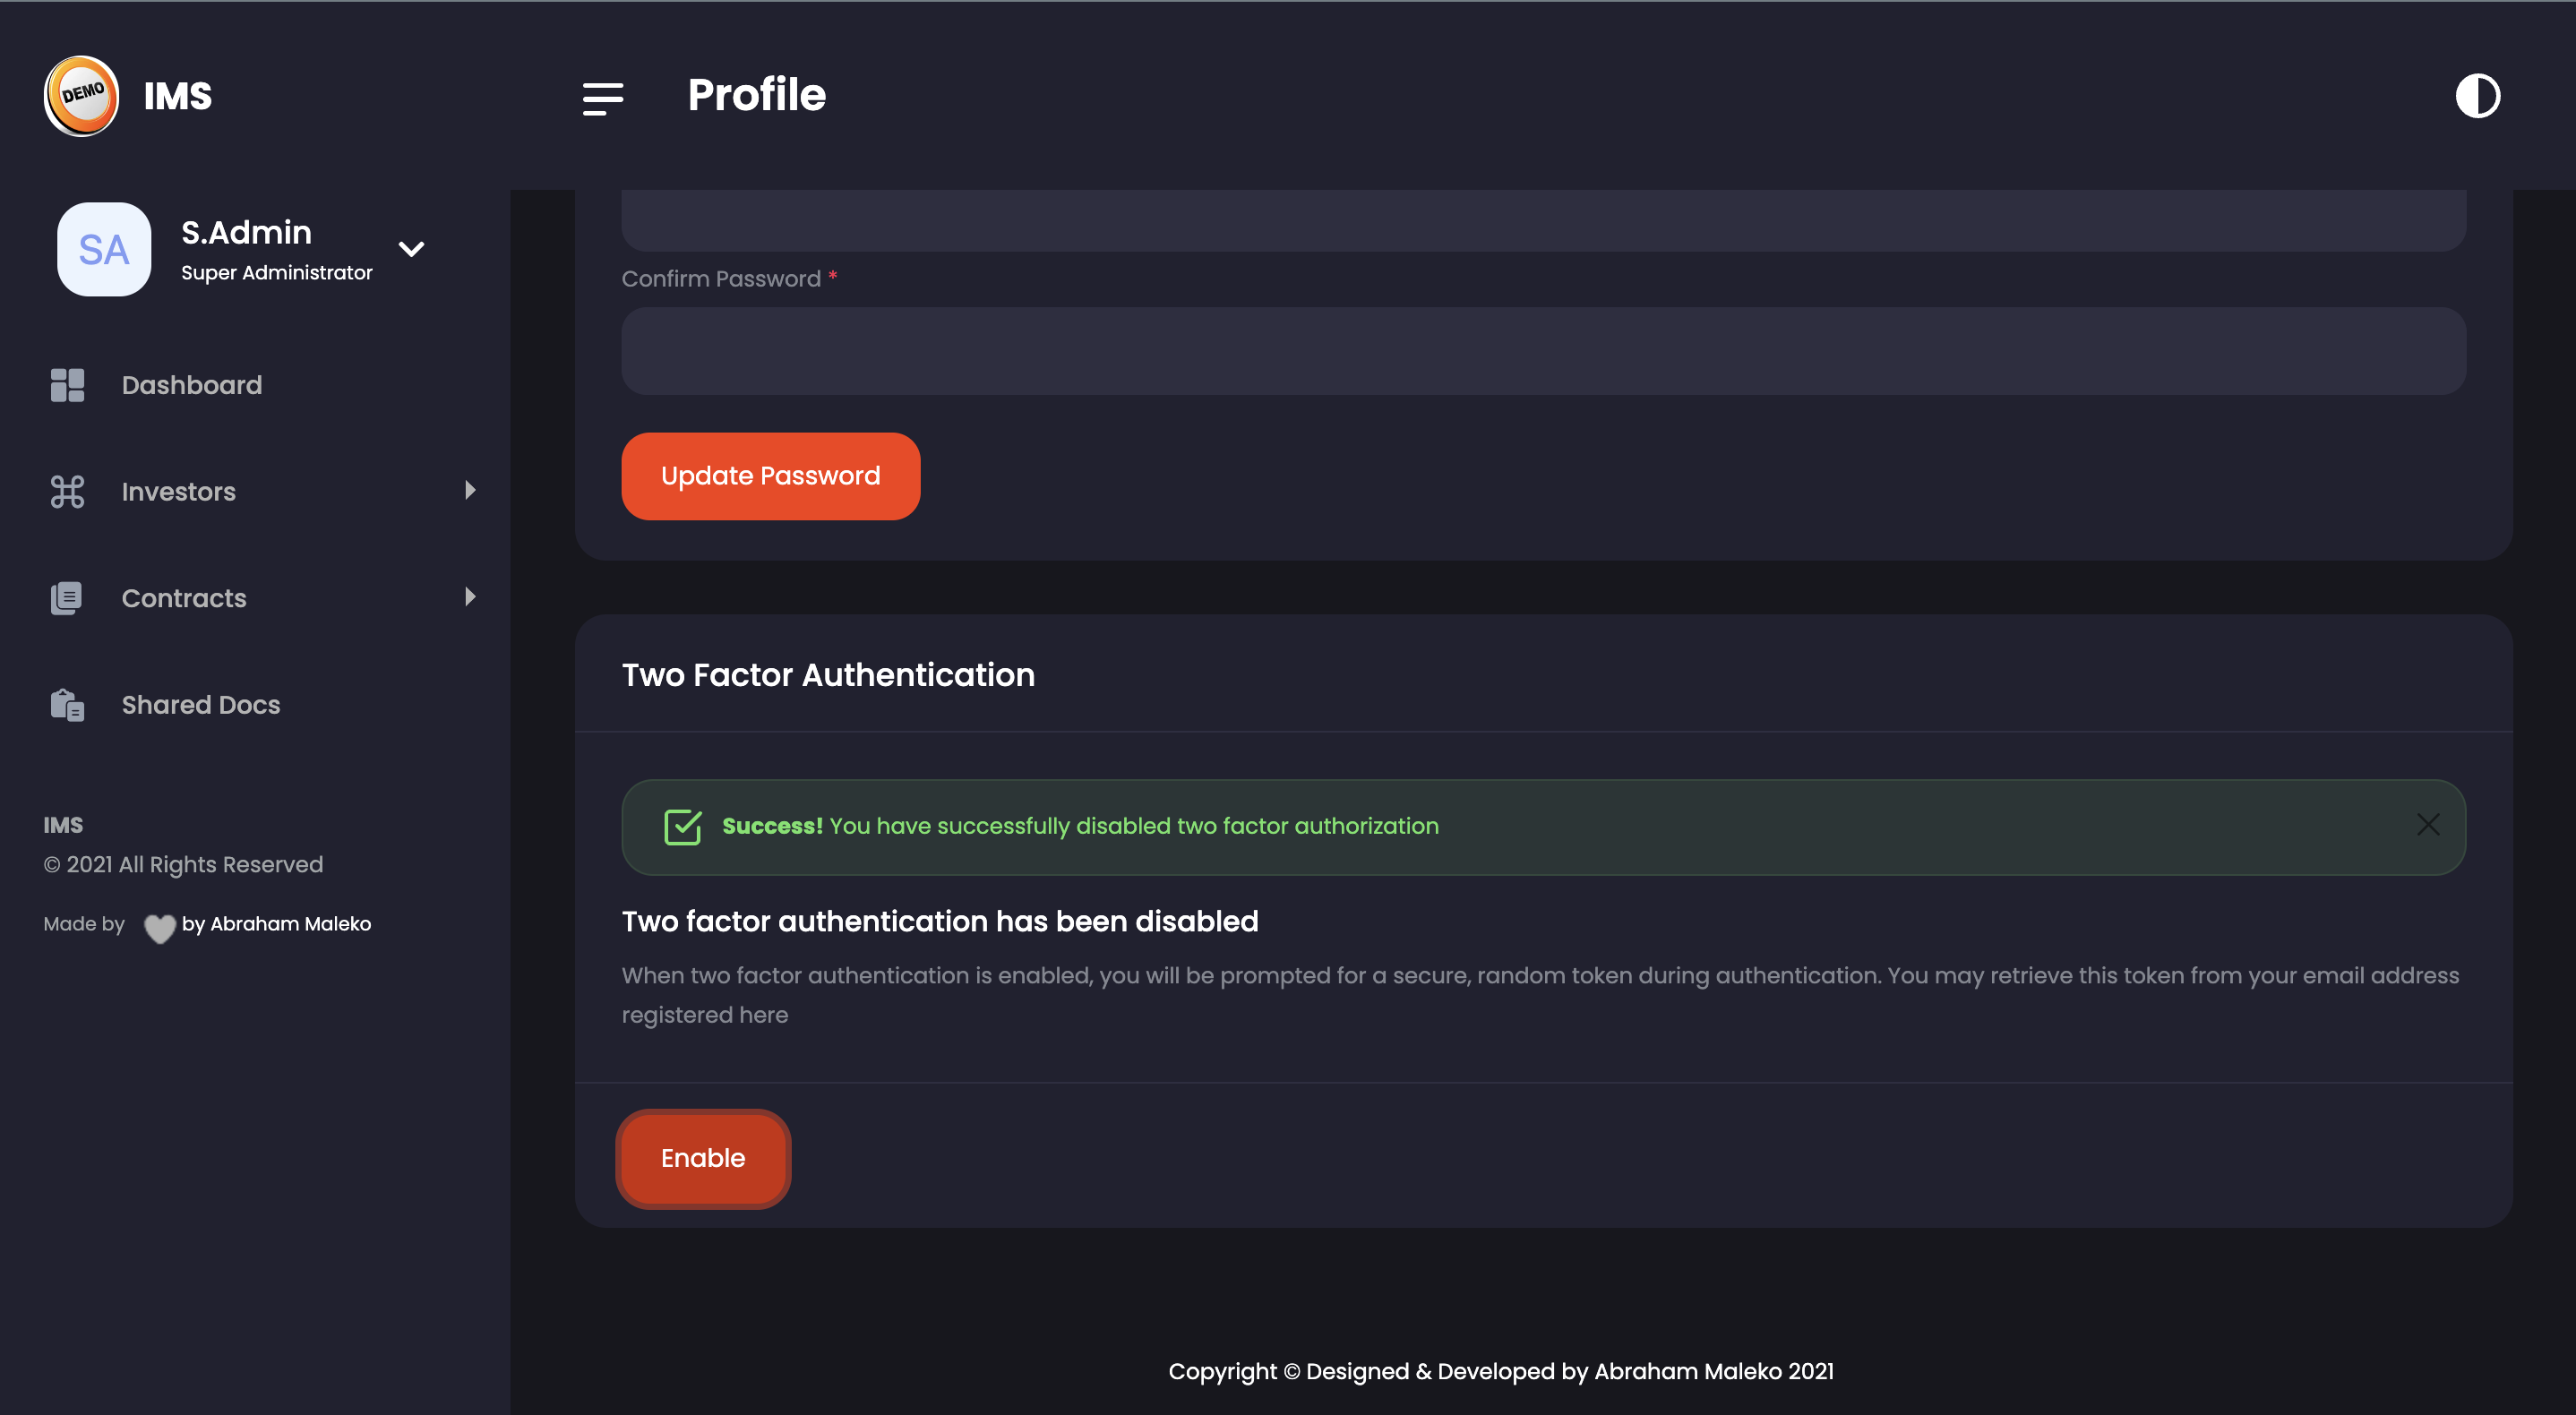 DEMO
IMS
Profile
SA
S.Admin
Super Administrator
Dashboard
Investors
Contracts
Shared Docs
IMS
© 2021 All Rights Reserved
Made by by Abraham Maleko
Confirm Password *
Update Password
Two Factor Authentication
Success! You have successfully disabled two factor authorization
Two factor authentication has been disabled
When two factor authentication is enabled, you will be prompted for a secure, random token during authentication. You may retrieve this token from your email address
registered here
Enable
Copyright © Designed & Developed by Abraham Maleko 2021